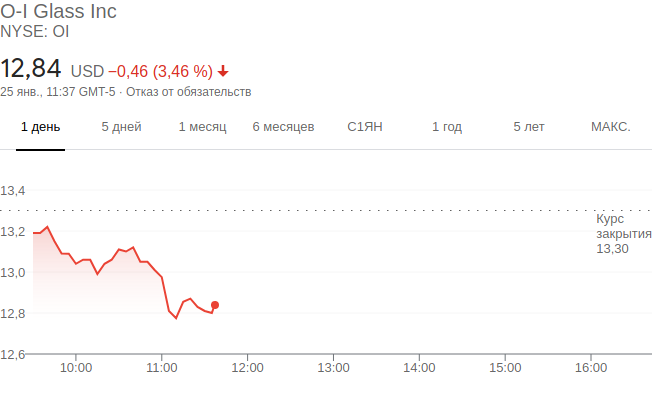 O-I Glass Inc
NYSE: OI
12,84 USD −0,46 (3,46 %)
25 янв., 11:37 GMT-5 · Отказ от обязательств
1 день 5 дней 1 месяц 6 месяцев С1ЯН 1 год 5 лет МАКС.
13,4
Курс
13,2 закрытия
13,30
13,0
12,8
12,6
10:00 11:00 12:00 13:00 14:00 15:00 16:00